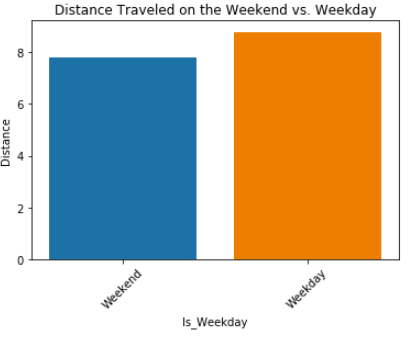 Distance Traveled on the Weekend vs. Weekday
8
6
4
2
0
Distance
Weekend
Weekday
Is_Weekday